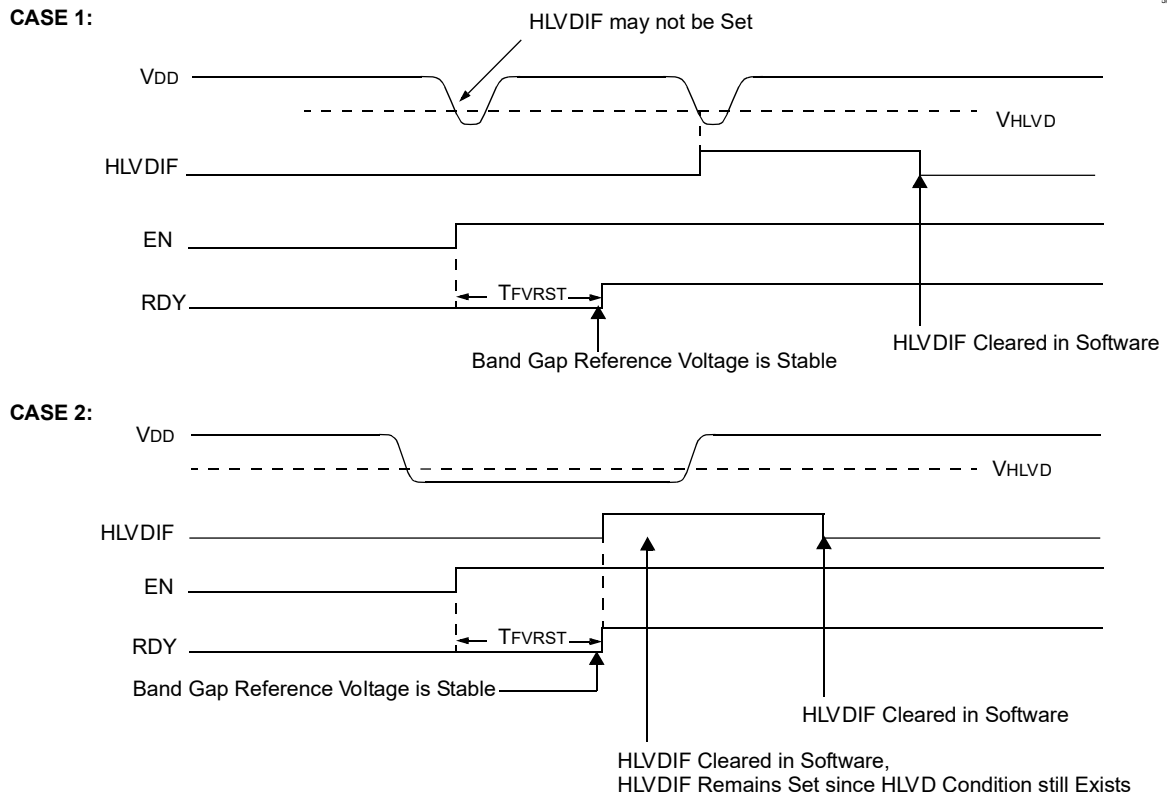 CASE 1:
HLVDIF may not be Set
VDD
VHLVD
HLVDIF
EN
TFVRST
RDY
HLVDIF Cleared in Software
Band Gap Reference Voltage is Stable
CASE 2:
VDD
VHLVD
HLVDIF
EN
TFVRST
RDY
Band Gap Reference Voltage is Stable
HLVDIF Cleared in Software
HLVDIF Cleared in Software,
HLVDIF Remains Set since HLVD Condition still Exists